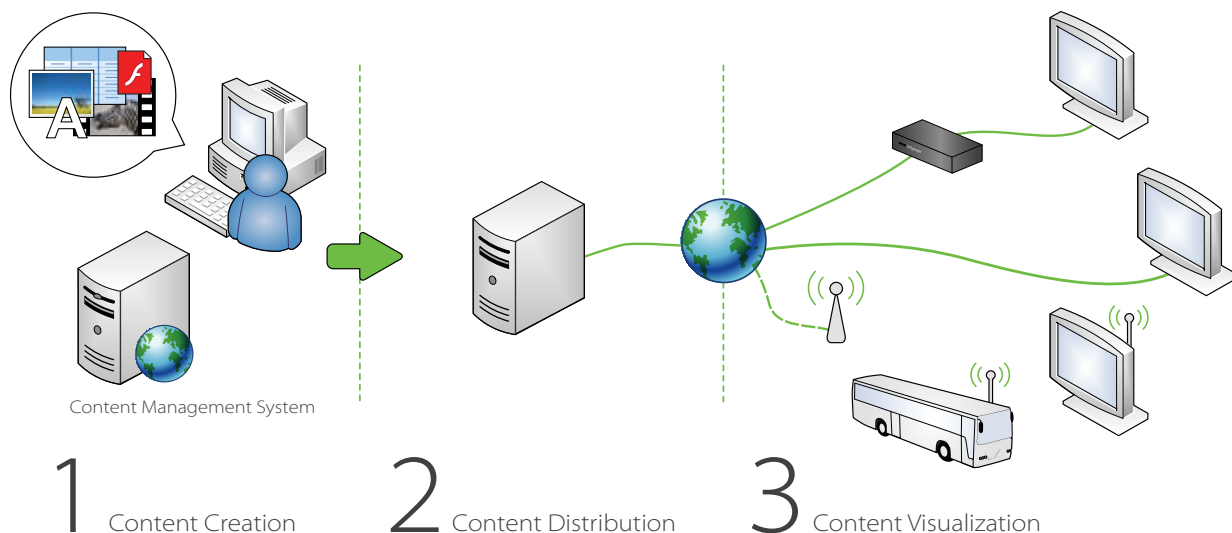 A
Content Management System
1 Content Creation
2 Content Distribution
3 Content Visualization